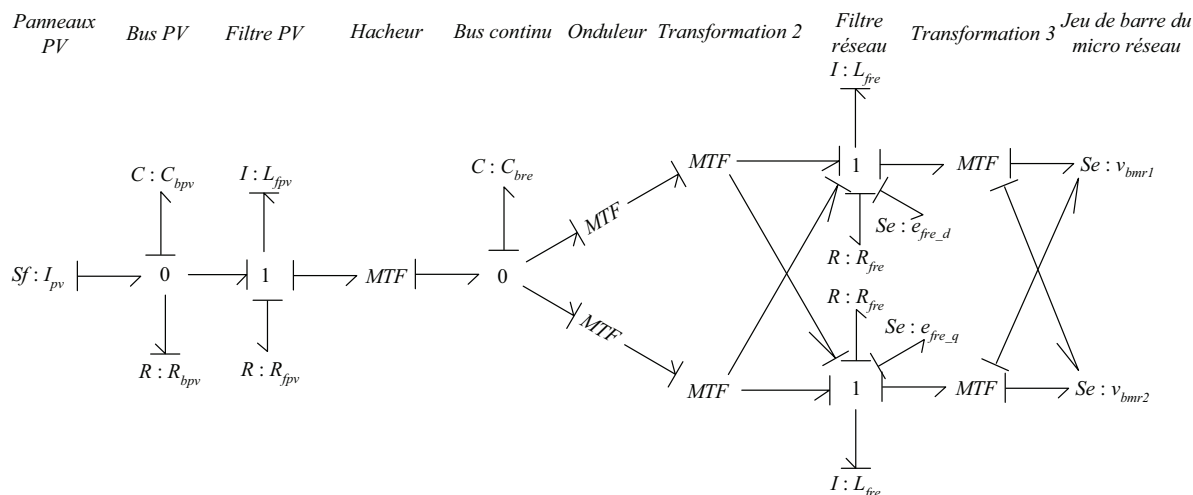 Panneaux PV
Bus PV
Filtre PV
Hacheur
Bus continu
Onduleur
Transformation 2
Filtre réseau
Transformation 3
Jeu de barre du micro réseau
I : L_fre
MTF
1
MTF
Se : v_bmr1
C : C_bpv
I : L_fpv
C : C_bre
MTF
Se : e_fre_d
R : R_fre
Sf : I_pv
0
1
MTF
0
R : R_fre
Se : e_fre_q
MTF
R : R_bpv
R : R_fpv
MTF
1
MTF
Se : v_bmr2
I : L_fre